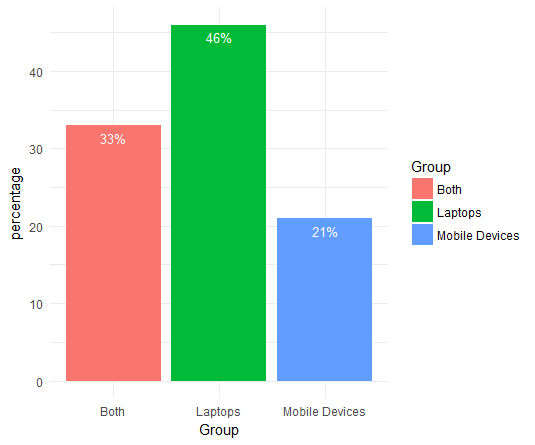 46%
40
33%
30
21%
20
10
0
percentage
Both
Laptops
Mobile Devices
Group
Group
Both
Laptops
Mobile Devices